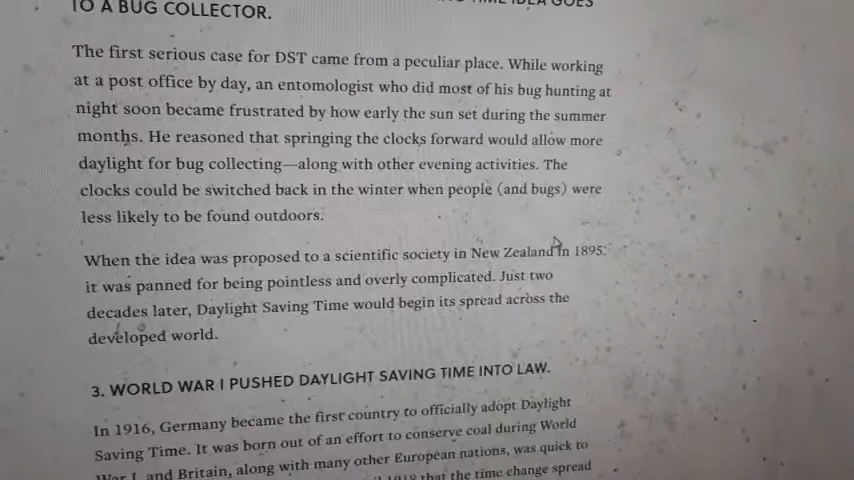 TO A BUG COLLECTOR.
The first serious case for DST came from a peculiar place. While working
at a post office by day, an entomologist who did most of his bug hunting at
night soon became frustrated by how early the sun set during the summer
months. He reasoned that springing the clocks forward would allow more
daylight for bug collecting—along with other evening activities. The
clocks could be switched back in the winter when people (and bugs) were
less likely to be found outdoors.
When the idea was proposed to a scientific society in New Zealand in 1895,
it was panned for being pointless and overly complicated. Just two
decades later, Daylight Saving Time would begin its spread across the
developed world.
3. WORLD WAR I PUSHED DAYLIGHT SAVING TIME INTO LAW.
In 1916, Germany became the first country to officially adopt Daylight
Saving Time. It was born out of an effort to conserve coal during World
War I, and Britain, along with many other European nations, was quick to
1918 that the time change spread